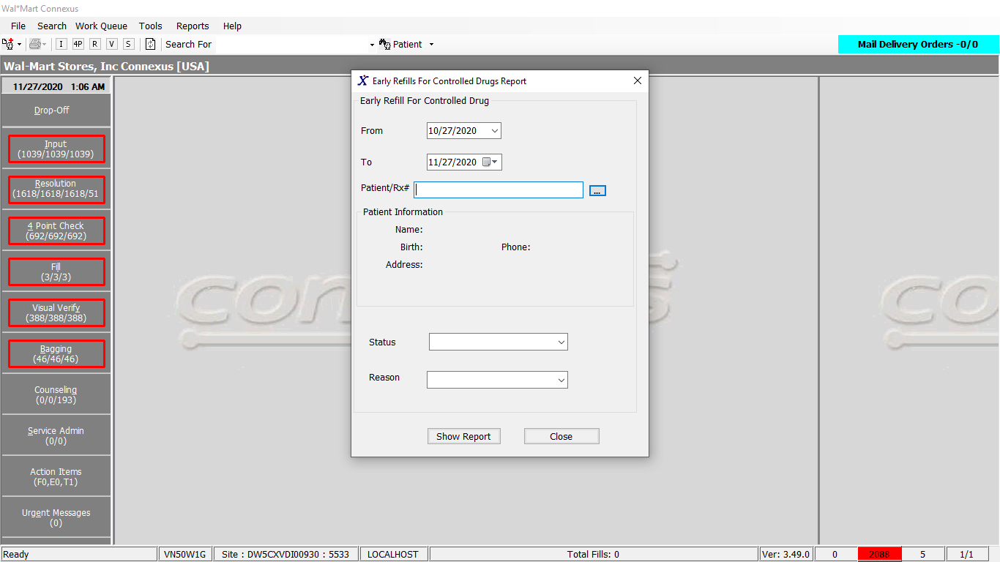 Wal*Mart Connexus
File Search Work Queue Tools Reports Help
I 4P R V S Search For Patient Mail Delivery Orders -0/0
Wal-Mart Stores, Inc Connexus [USA]
11/27/2020 1:06 AM
Drop-Off
Input
(1039/1039/1039)
Resolution
(1618/1618/1618/51
4 Point Check
(692/692/692)
Fill
(3/3/3)
Visual Verify
(388/388/388)
Bagging
(46/46/46)
Counseling
(0/0/193)
Service Admin
(0/0)
Action Items
(F0,E0,T1)
Urgent Messages
(0)
Early Refills For Controlled Drugs Report
Early Refill For Controlled Drug
From 10/27/2020
To 11/27/2020
Patient/Rx# ...
Patient Information
Name:
Birth: Phone:
Address:
Status
Reason
Show Report Close
con s co
Ready VN50W1G Site : DW5CXVDI00930 : 5533 LOCALHOST Total Fills: 0 Ver: 3.49.0 0 2088 5 1/1